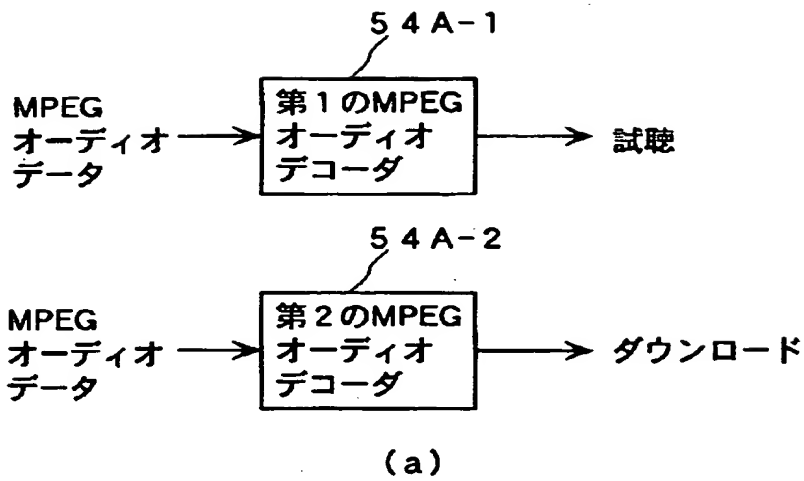 54A-1
MPEG
オーディオ
データ
第1のMPEG
オーディオ
デコーダ
試聴
54A-2
MPEG
オーディオ
データ
第2のMPEG
オーディオ
デコーダ
ダウンロード
(a)